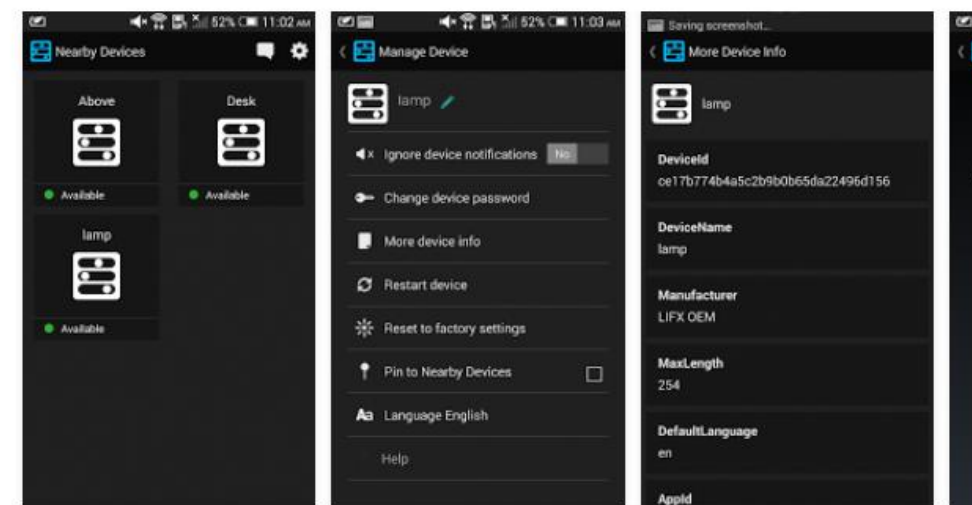 52% 11:02 AM
Nearby Devices
Above
Desk
Available
Available
lamp
Available
52% 11:03 AM
Manage Device
lamp
Ignore device notifications No
Change device password
More device info
Restart device
Reset to factory settings
Pin to Nearby Devices
Aa Language English
Help
Saving screenshot...
More Device Info
lamp
DeviceId
ce17b774b4a5c2b9b0b65da22496d156
DeviceName
lamp
Manufacturer
LIFX OEM
MaxLength
254
DefaultLanguage
en
AppId